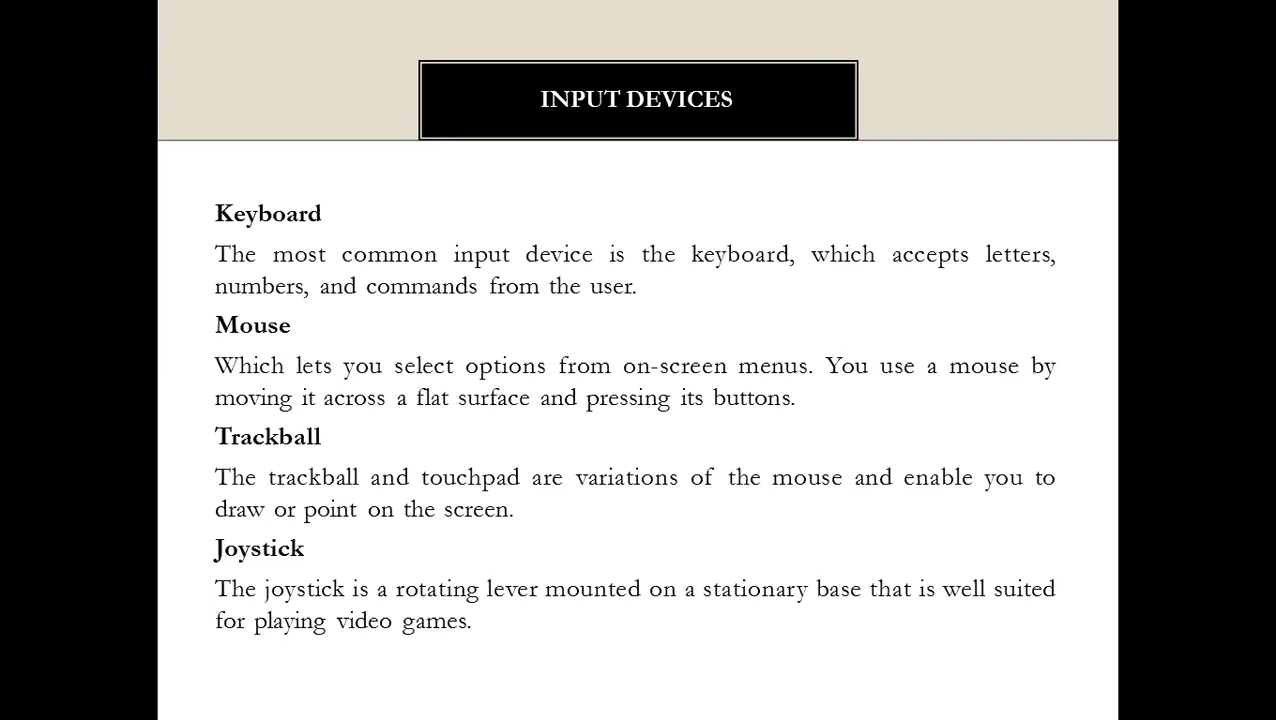 INPUT DEVICES
Keyboard
The most common input device is the keyboard, which accepts letters,
numbers, and commands from the user.
Mouse
Which lets you select options from on-screen menus. You use a mouse by
moving it across a flat surface and pressing its buttons.
Trackball
The trackball and touchpad are variations of the mouse and enable you to
draw or point on the screen.
Joystick
The joystick is a rotating lever mounted on a stationary base that is well suited
for playing video games.